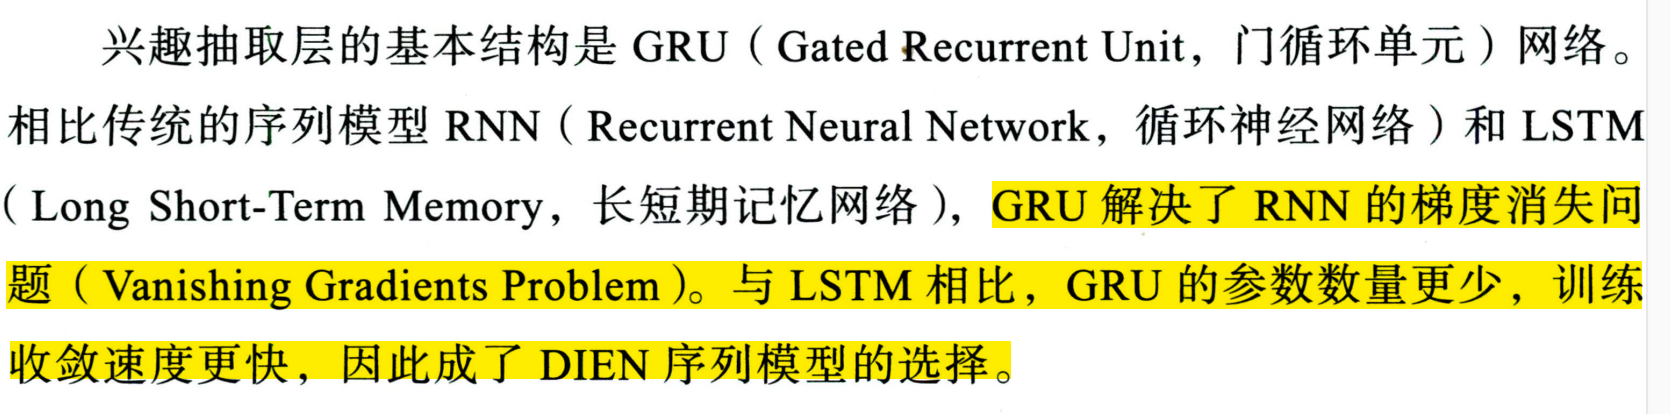 兴趣抽取层的基本结构是 GRU（Gated Recurrent Unit，门循环单元）网络。
相比传统的序列模型 RNN（Recurrent Neural Network，循环神经网络）和 LSTM
（Long Short-Term Memory，长短期记忆网络），GRU 解决了 RNN 的梯度消失问
题（Vanishing Gradients Problem）。与 LSTM 相比，GRU 的参数数量更少，训练
收敛速度更快，因此成了 DIEN 序列模型的选择。